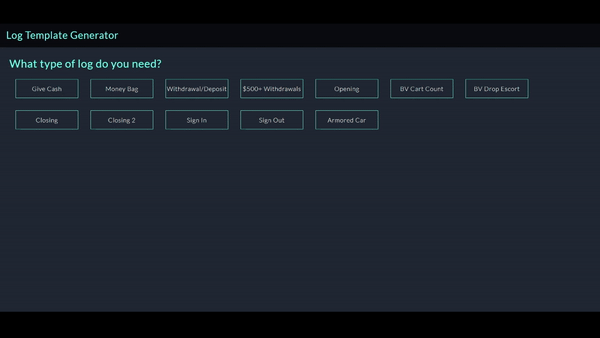 Log Template Generator
What type of log do you need?
Give Cash Money Bag Withdrawal/Deposit $500+ Withdrawals Opening BV Cart Count BV Drop Escort
Closing Closing 2 Sign In Sign Out Armored Car